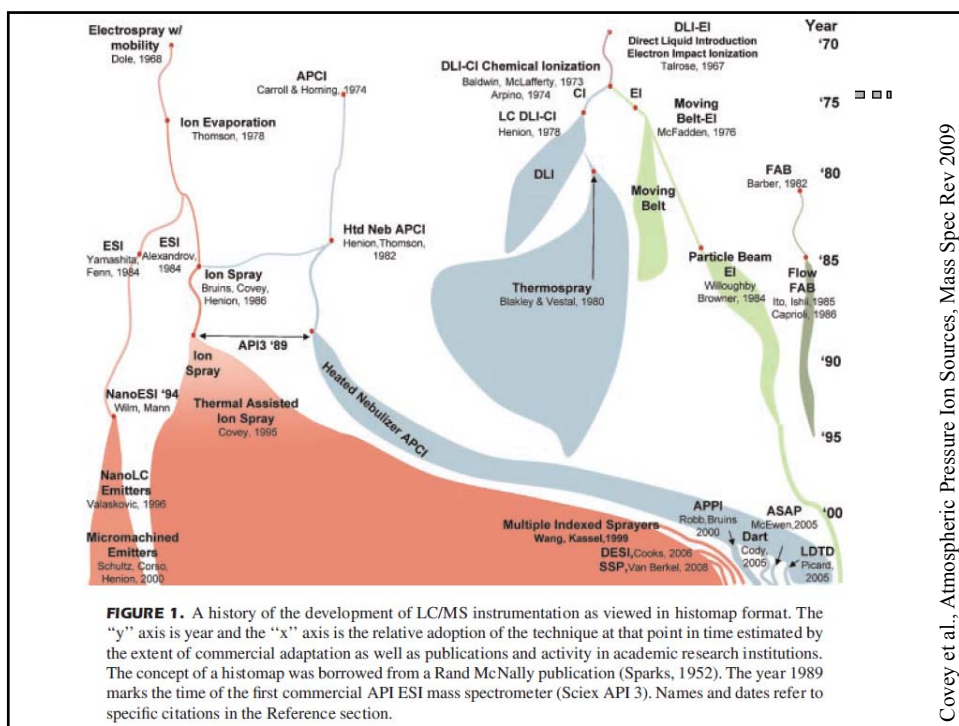 Electrospray w/
mobility
Dole, 1968
APCI
Carroll & Horning, 1974
Ion Evaporation
Thomson, 1978
DLI-EI
Direct Liquid Introduction
Electron Impact Ionization
Talrose, 1967
DLI-CI Chemical Ionization
Baldwin, McLafferty, 1973
Arpino, 1974
CI
EI
LC DLI-CI
Henion, 1978
Moving
Belt-EI
McFadden, 1976
DLI
Moving
Belt
FAB
Barber, 1982
ESI
Yamashita,
Fenn, 1984
ESI
Alexandrov,
1984
Ion Spray
Bruins, Covey,
Henion, 1986
Htd Neb APCI
Henion,Thomson,
1982
Thermospray
Blakley & Vestal, 1980
Particle Beam
EI
Willoughby
Browner, 1984
Flow
FAB
Ito, Ishii, 1985
Caprioli, 1986
API3 '89
Ion
Spray
Heated Nebulizer APCI
NanoESI '94
Wilm, Mann
Thermal Assisted
Ion Spray
Covey, 1995
NanoLC
Emitters
Valaskovic, 1996
Micromachined
Emitters
Schultz, Corso,
Henion, 2000
Multiple Indexed Sprayers
Wang, Kassel,1999
DESI,Cooks, 2006
SSP,Van Berkel, 2008
APPI
Robb,Bruins
2000
ASAP
McEwen,2005
Dart
Cody,
2005
LDTD
Picard,
2005
Year
'70
'75
'80
'85
'90
'95
'00
FIGURE 1. A history of the development of LC/MS instrumentation as viewed in histomap format. The
‘‘y’’ axis is year and the ‘‘x’’ axis is the relative adoption of the technique at that point in time estimated by
the extent of commercial adaptation as well as publications and activity in academic research institutions.
The concept of a histomap was borrowed from a Rand McNally publication (Sparks, 1952). The year 1989
marks the time of the first commercial API ESI mass spectrometer (Sciex API 3). Names and dates refer to
specific citations in the Reference section.
Covey et al., Atmospheric Pressure Ion Sources, Mass Spec Rev 2009